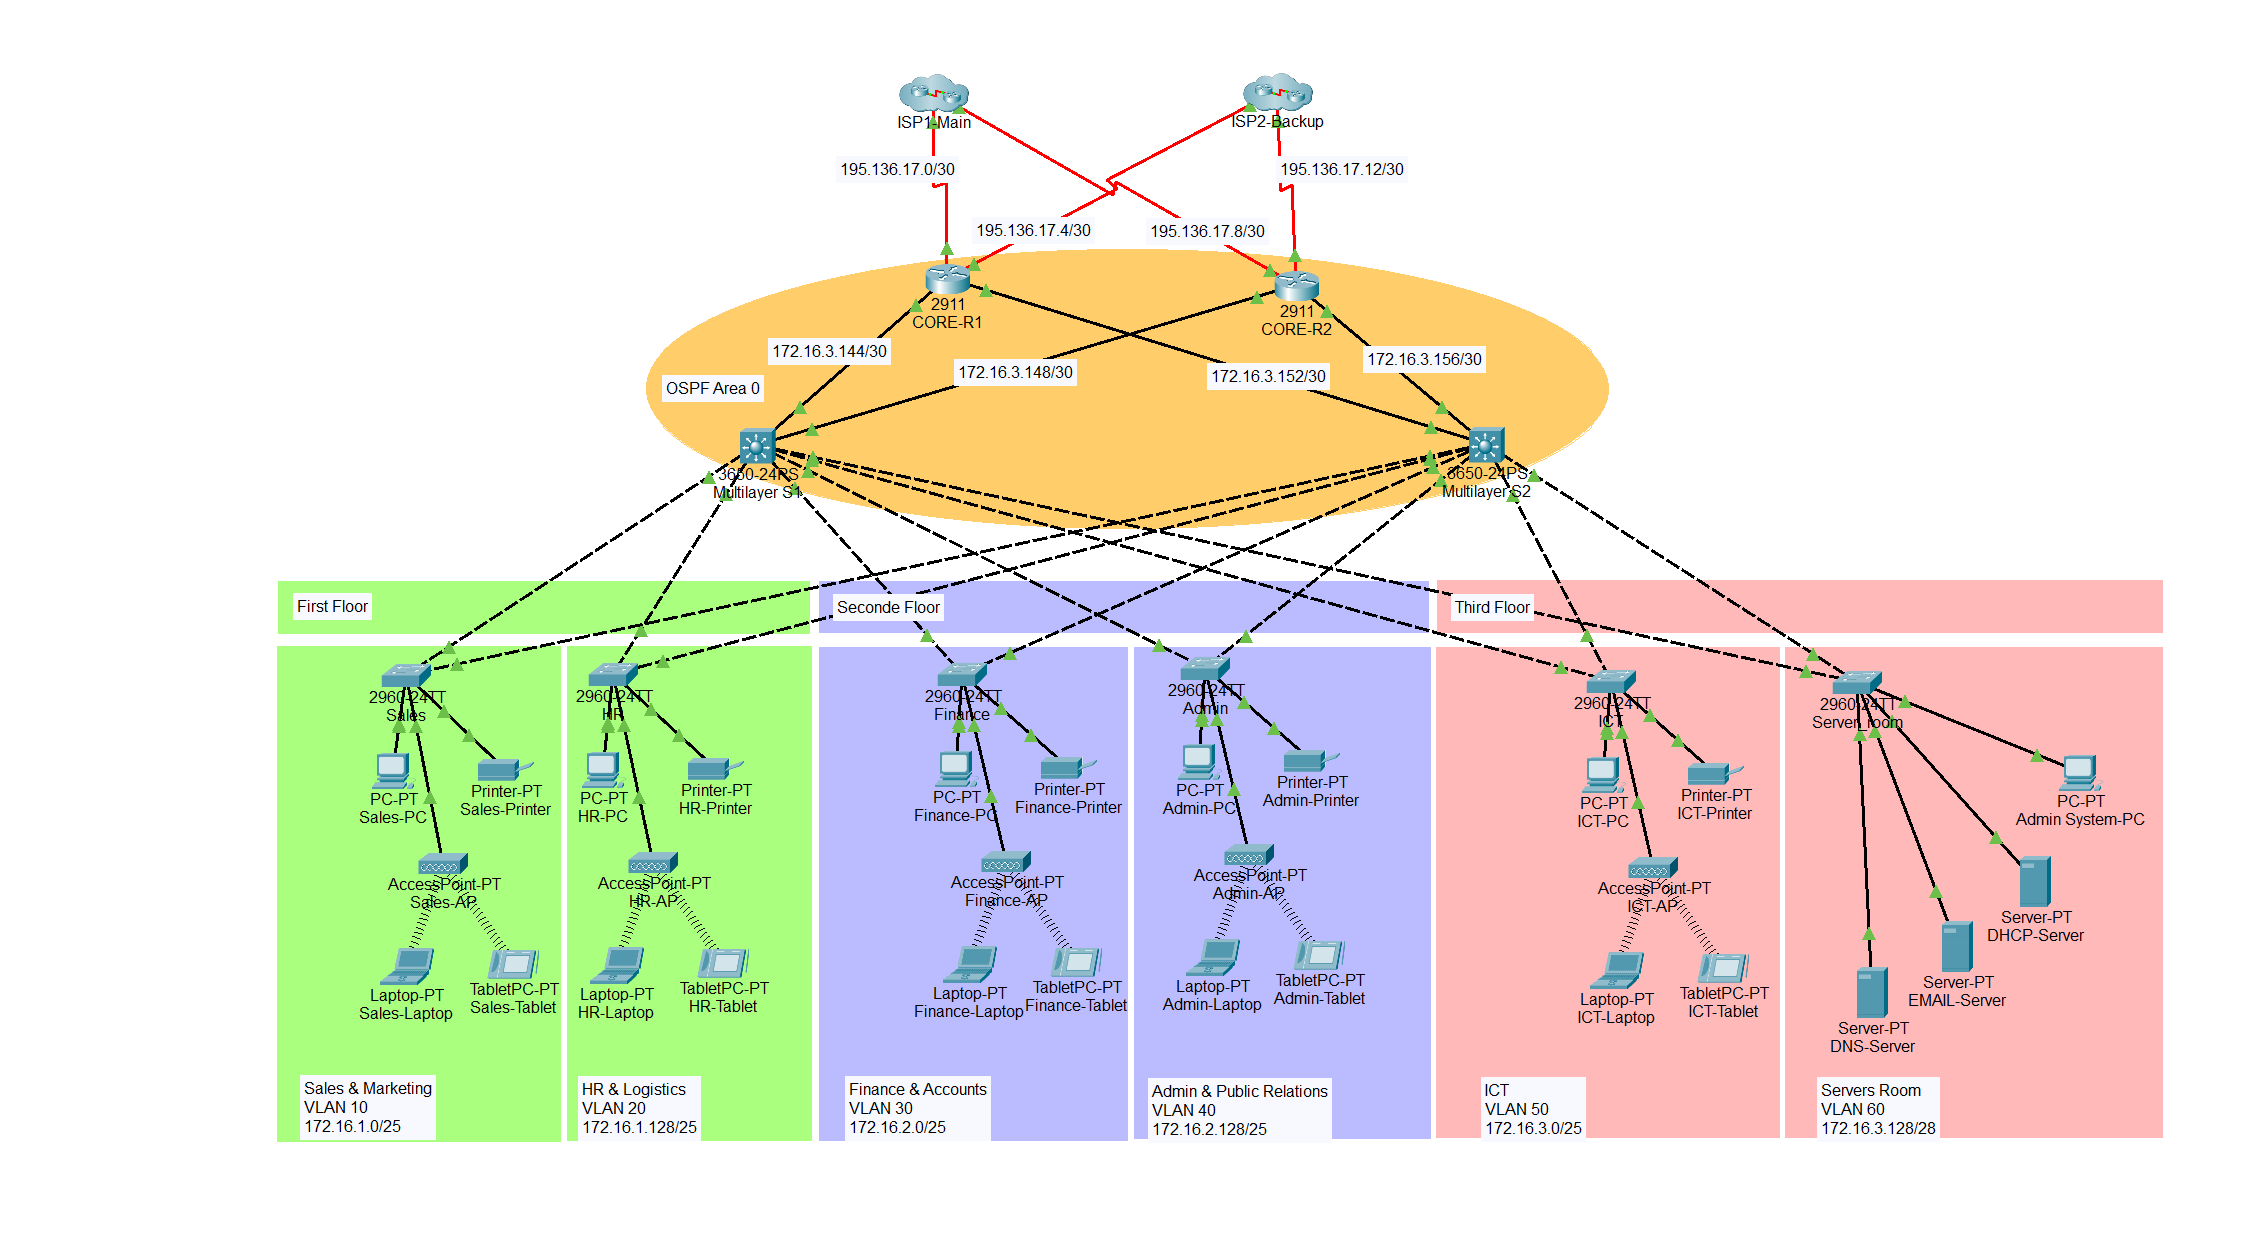 ISP1-Main
ISP2-Backup
195.136.17.0/30
195.136.17.12/30
195.136.17.4/30
195.136.17.8/30
2911
CORE-R1
2911
CORE-R2
172.16.3.144/30
172.16.3.148/30
172.16.3.152/30
172.16.3.156/30
OSPF Area 0
3650-24PS
Multilayer S1
3650-24PS
Multilayer S2
First Floor
Seconde Floor
Third Floor
2960-24TT
Sales
2960-24TT
HR
2960-24TT
Finance
2960-24TT
Admin
2960-24TT
ICT
2960-24TT
Server_room
PC-PT
Sales-PC
Printer-PT
Sales-Printer
PC-PT
HR-PC
Printer-PT
HR-Printer
PC-PT
Finance-PC
Printer-PT
Finance-Printer
PC-PT
Admin-PC
Printer-PT
Admin-Printer
PC-PT
ICT-PC
Printer-PT
ICT-Printer
PC-PT
Admin System-PC
AccessPoint-PT
Sales-AP
AccessPoint-PT
HR-AP
AccessPoint-PT
Finance-AP
AccessPoint-PT
Admin-AP
AccessPoint-PT
ICT-AP
Server-PT
DHCP-Server
Server-PT
EMAIL-Server
Server-PT
DNS-Server
Laptop-PT
Sales-Laptop
TabletPC-PT
Sales-Tablet
Laptop-PT
HR-Laptop
TabletPC-PT
HR-Tablet
Laptop-PT
Finance-Laptop
TabletPC-PT
Finance-Tablet
Laptop-PT
Admin-Laptop
TabletPC-PT
Admin-Tablet
Laptop-PT
ICT-Laptop
TabletPC-PT
ICT-Tablet
Sales & Marketing
VLAN 10
172.16.1.0/25
HR & Logistics
VLAN 20
172.16.1.128/25
Finance & Accounts
VLAN 30
172.16.2.0/25
Admin & Public Relations
VLAN 40
172.16.2.128/25
ICT
VLAN 50
172.16.3.0/25
Servers Room
VLAN 60
172.16.3.128/28